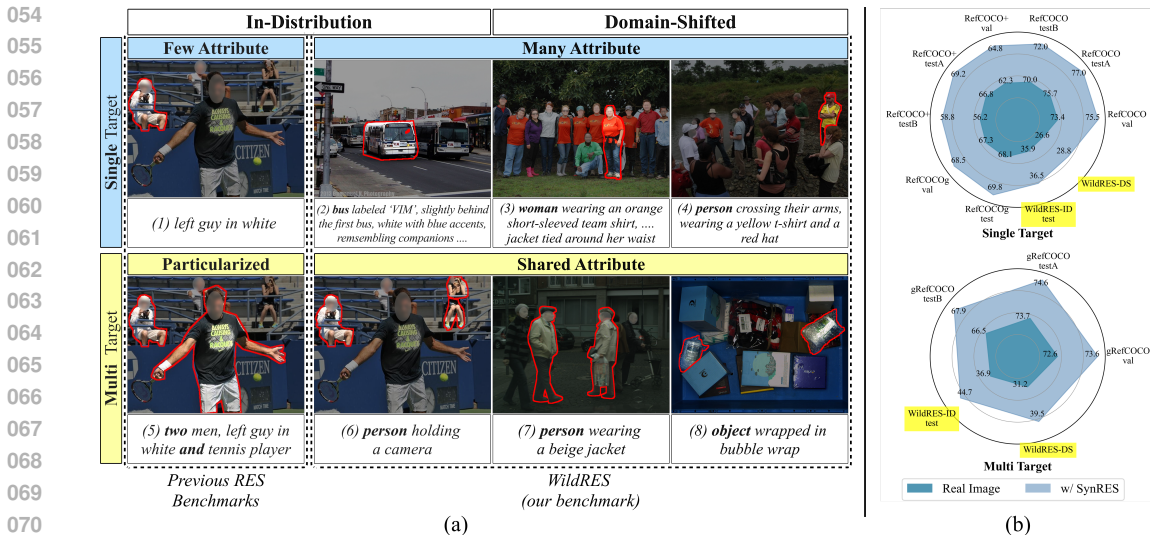 054
055
056
057
058
059
060
061
062
063
064
065
066
067
068
069
070
In-Distribution
Domain-Shifted
Few Attribute
Many Attribute
Single Target
CITIZEN
(1) left guy in white
(2) bus labeled 'VIM', slightly behind
the first bus, white with blue accents,
remsembling companions ....
(3) woman wearing an orange
short-sleeved team shirt, ....
jacket tied around her waist
(4) person crossing their arms,
wearing a yellow t-shirt and a
red hat
Particularized
Shared Attribute
Multi Target
CITIZEN
CITIZEN
(5) two men, left guy in
white and tennis player
(6) person holding
a camera
(7) person wearing
a beige jacket
(8) object wrapped in
bubble wrap
Previous RES
Benchmarks
WildRES
(our benchmark)
(a)
RefCOCO+
val
RefCOCO
testB
RefCOCO+
testA
RefCOCO
testA
RefCOCO+
testB
RefCOCO
val
RefCOCOg
val
WildRES-DS
RefCOCOg
test
WildRES-ID
test
64.8
72.0
69.2
77.0
62.3
70.0
66.8
75.7
58.8
56.2
73.4
75.5
67.3
26.6
28.8
68.1
35.9
68.5
36.5
69.8
Single Target
gRefCOCO
testA
gRefCOCO
testB
gRefCOCO
val
WildRES-ID
test
WildRES-DS
74.6
67.9
73.7
66.5
72.6
73.6
36.9
31.2
44.7
39.5
Multi Target
Real Image
w/ SynRES
(b)